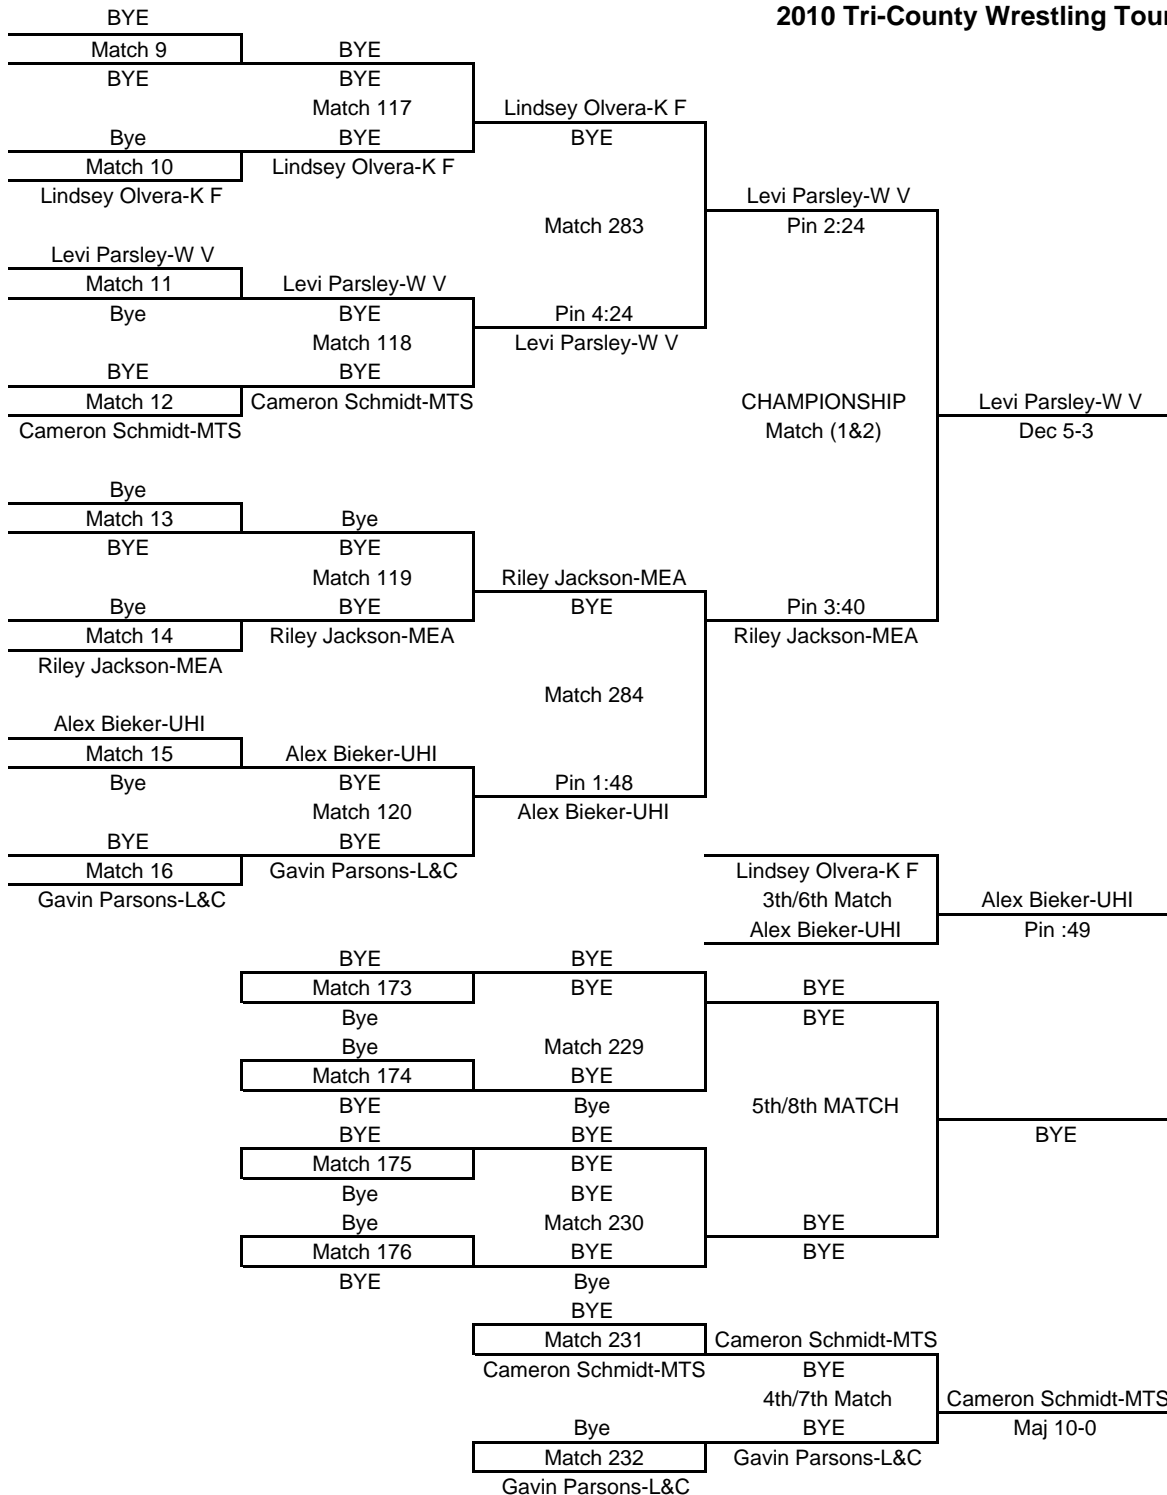 2010 Tri-County Wrestling Tour
BYE
Match 9
BYE
BYE
BYE
Match 117
Lindsey Olvera-K F
Bye
BYE
BYE
Match 10
Lindsey Olvera-K F
Lindsey Olvera-K F
Levi Parsley-W V
Match 283
Pin 2:24
Levi Parsley-W V
Match 11
Levi Parsley-W V
Bye
BYE
Pin 4:24
Match 118
Levi Parsley-W V
BYE
BYE
Match 12
Cameron Schmidt-MTS
CHAMPIONSHIP
Levi Parsley-W V
Cameron Schmidt-MTS
Match (1&2)
Dec 5-3
Bye
Match 13
Bye
BYE
BYE
Match 119
Riley Jackson-MEA
Bye
BYE
BYE
Pin 3:40
Match 14
Riley Jackson-MEA
Riley Jackson-MEA
Riley Jackson-MEA
Match 284
Alex Bieker-UHI
Match 15
Alex Bieker-UHI
Bye
BYE
Pin 1:48
Match 120
Alex Bieker-UHI
BYE
BYE
Match 16
Gavin Parsons-L&C
Lindsey Olvera-K F
Gavin Parsons-L&C
3th/6th Match
Alex Bieker-UHI
Alex Bieker-UHI
Pin :49
BYE
BYE
Match 173
BYE
BYE
Bye
BYE
Bye
Match 229
Match 174
BYE
BYE
Bye
5th/8th MATCH
BYE
BYE
BYE
Match 175
BYE
Bye
BYE
Bye
Match 230
BYE
Match 176
BYE
BYE
BYE
Bye
BYE
Match 231
Cameron Schmidt-MTS
Cameron Schmidt-MTS
BYE
4th/7th Match
Cameron Schmidt-MTS
Bye
BYE
Maj 10-0
Match 232
Gavin Parsons-L&C
Gavin Parsons-L&C